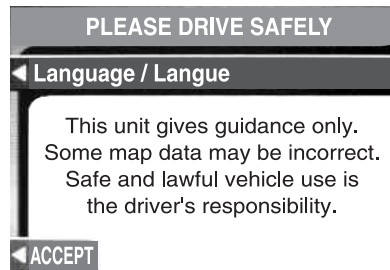 PLEASE DRIVE SAFELY
Language / Langue
This unit gives guidance only.
Some map data may be incorrect.
Safe and lawful vehicle use is
the driver's responsibility.
ACCEPT